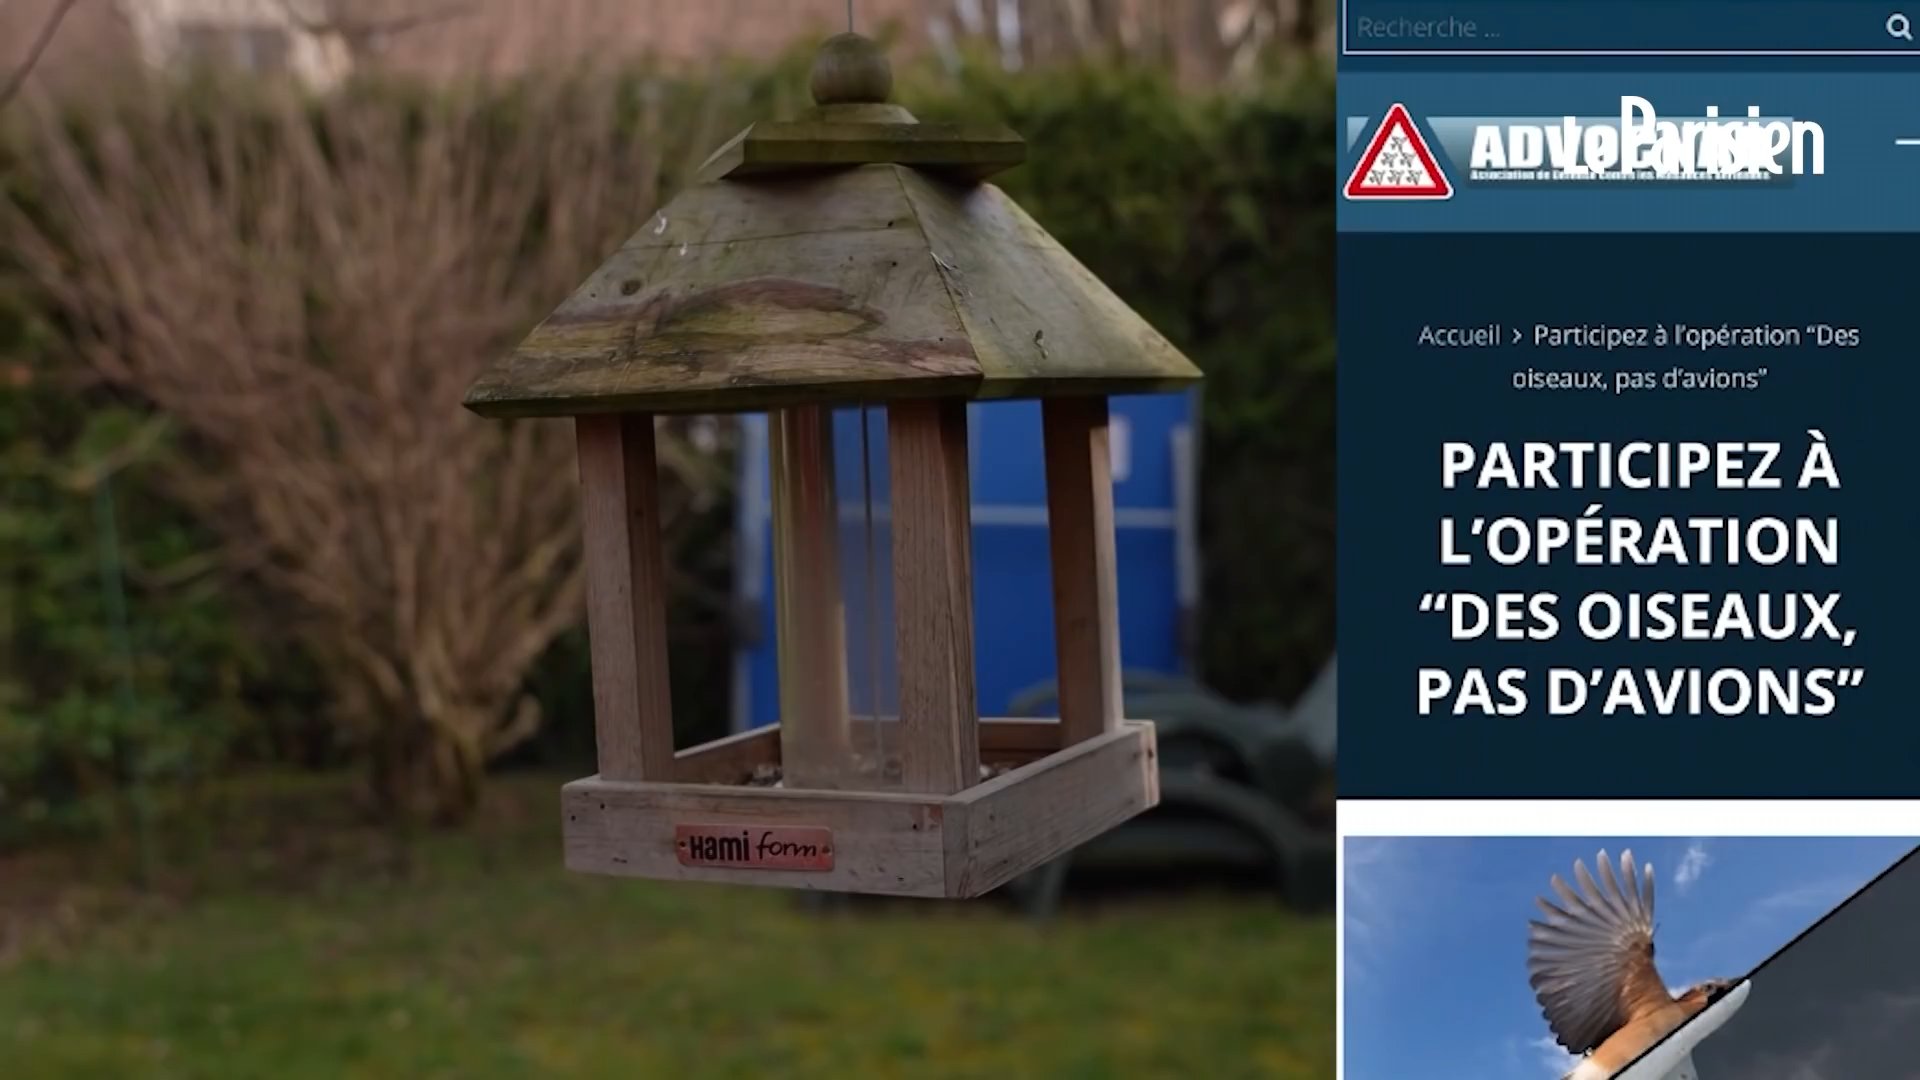 Hami form
Recherche ...
Le Parisien
Accueil > Participez à l’opération “Des
oiseaux, pas d’avions”
PARTICIPEZ À
L’OPÉRATION
“DES OISEAUX,
PAS D’AVIONS”